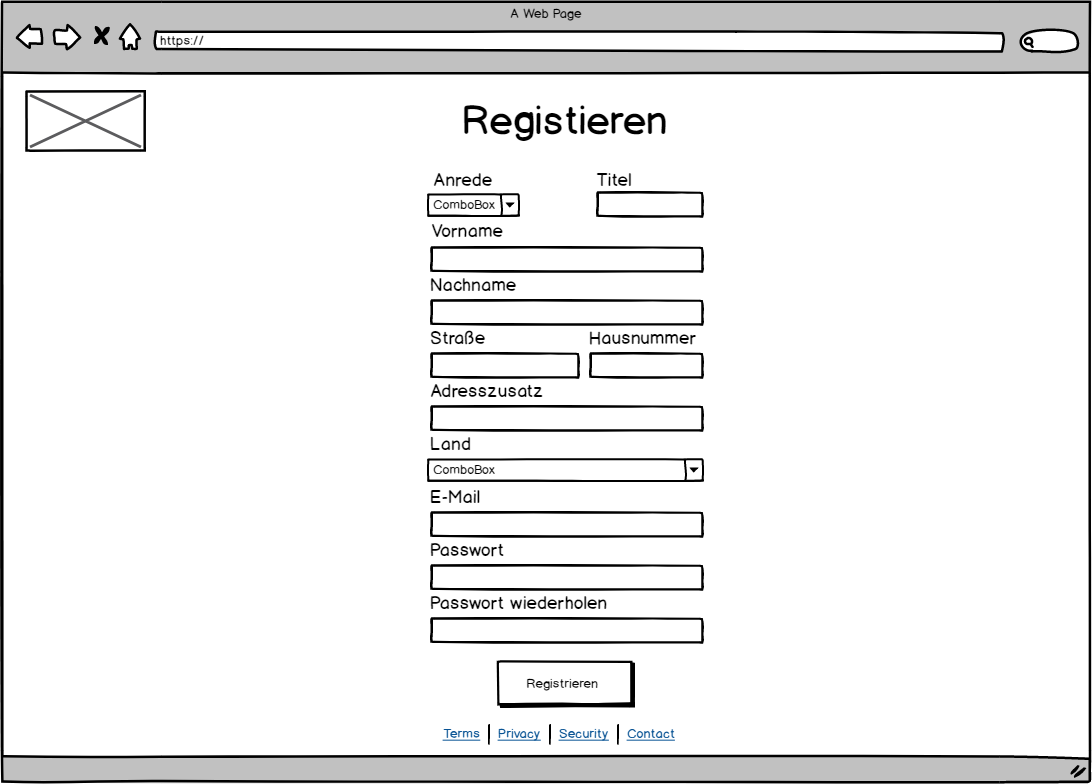 A Web Page
https://
Registieren
Anrede Titel
ComboBox
Vorname
Nachname
Straße Hausnummer
Adresszusatz
Land
ComboBox
E-Mail
Passwort
Passwort wiederholen
Registrieren
Terms Privacy Security Contact